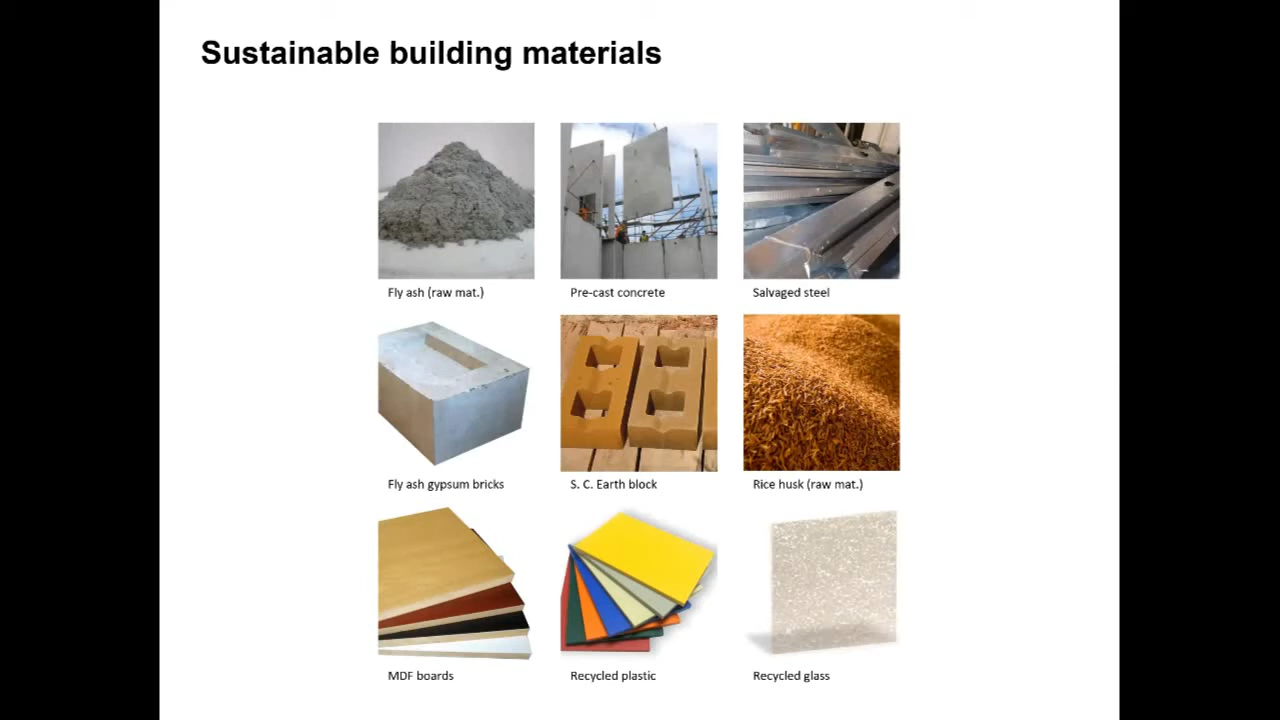 Sustainable building materials
Fly ash (raw mat.)
Pre-cast concrete
Salvaged steel
Fly ash gypsum bricks
S. C. Earth block
Rice husk (raw mat.)
MDF boards
Recycled plastic
Recycled glass